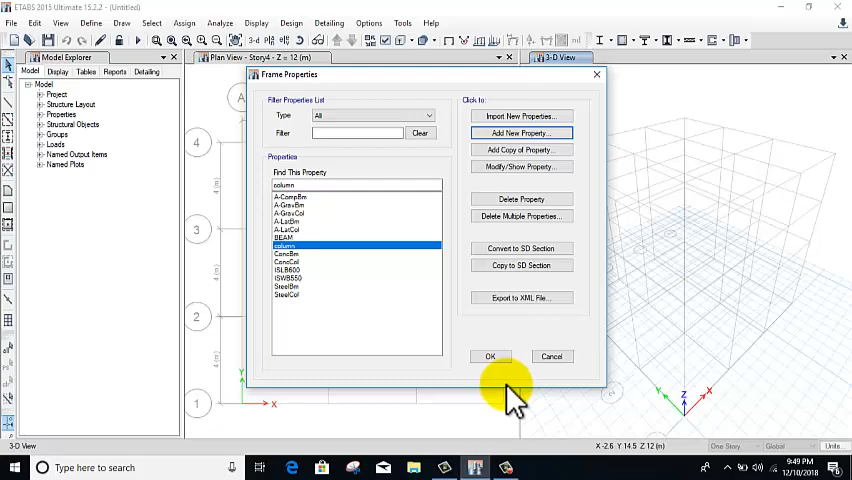 ETABS 2015 Ultimate 15.2.2 - (Untitled)
File Edit View Define Draw Select Assign Analyze Display Design Detailing Options Tools Help
3-d
nd
Model Explorer
Model Display Tables Reports Detailing
Model
Project
Structure Layout
Properties
Structural Objects
Groups
Loads
Named Output Items
Named Plots
Plan View - Story4 - Z = 12 (m)
3-D View
A
4
3
2
1
4 (m)
4 (m)
4 (m)
Y
X
Frame Properties
Filter Properties List
Type
All
Filter
Clear
Properties
Find This Property
column
A-CompBm
A-GravBm
A-GravCol
A-LatBm
A-LatCol
BEAM
column
ConcBm
ConcCol
ISLB600
ISWB550
SteelBm
SteelCol
Click to:
Import New Properties...
Add New Property...
Add Copy of Property...
Modify/Show Property...
Delete Property
Delete Multiple Properties...
Convert to SD Section
Copy to SD Section
Export to XML File...
OK
Cancel
Y Z X
3-D View
X -2.6 Y 14.5 Z 12 (m)
One Story
Global
Units...
Type here to search
9:49 PM
12/10/2018
6